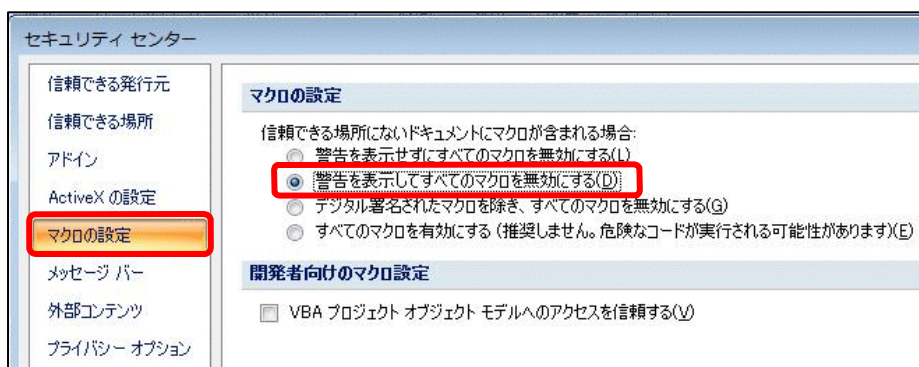 セキュリティ センター
信頼できる発行元
信頼できる場所
アドイン
ActiveX の設定
マクロの設定
メッセージ バー
外部コンテンツ
プライバシー オプション
マクロの設定
信頼できる場所にないドキュメントにマクロが含まれる場合:
警告を表示せずにすべてのマクロを無効にする(L)
警告を表示してすべてのマクロを無効にする(D)
デジタル署名されたマクロを除き、すべてのマクロを無効にする(G)
すべてのマクロを有効にする (推奨しません。危険なコードが実行される可能性があります)(E)
開発者向けのマクロ設定
VBA プロジェクト オブジェクト モデルへのアクセスを信頼する(V)